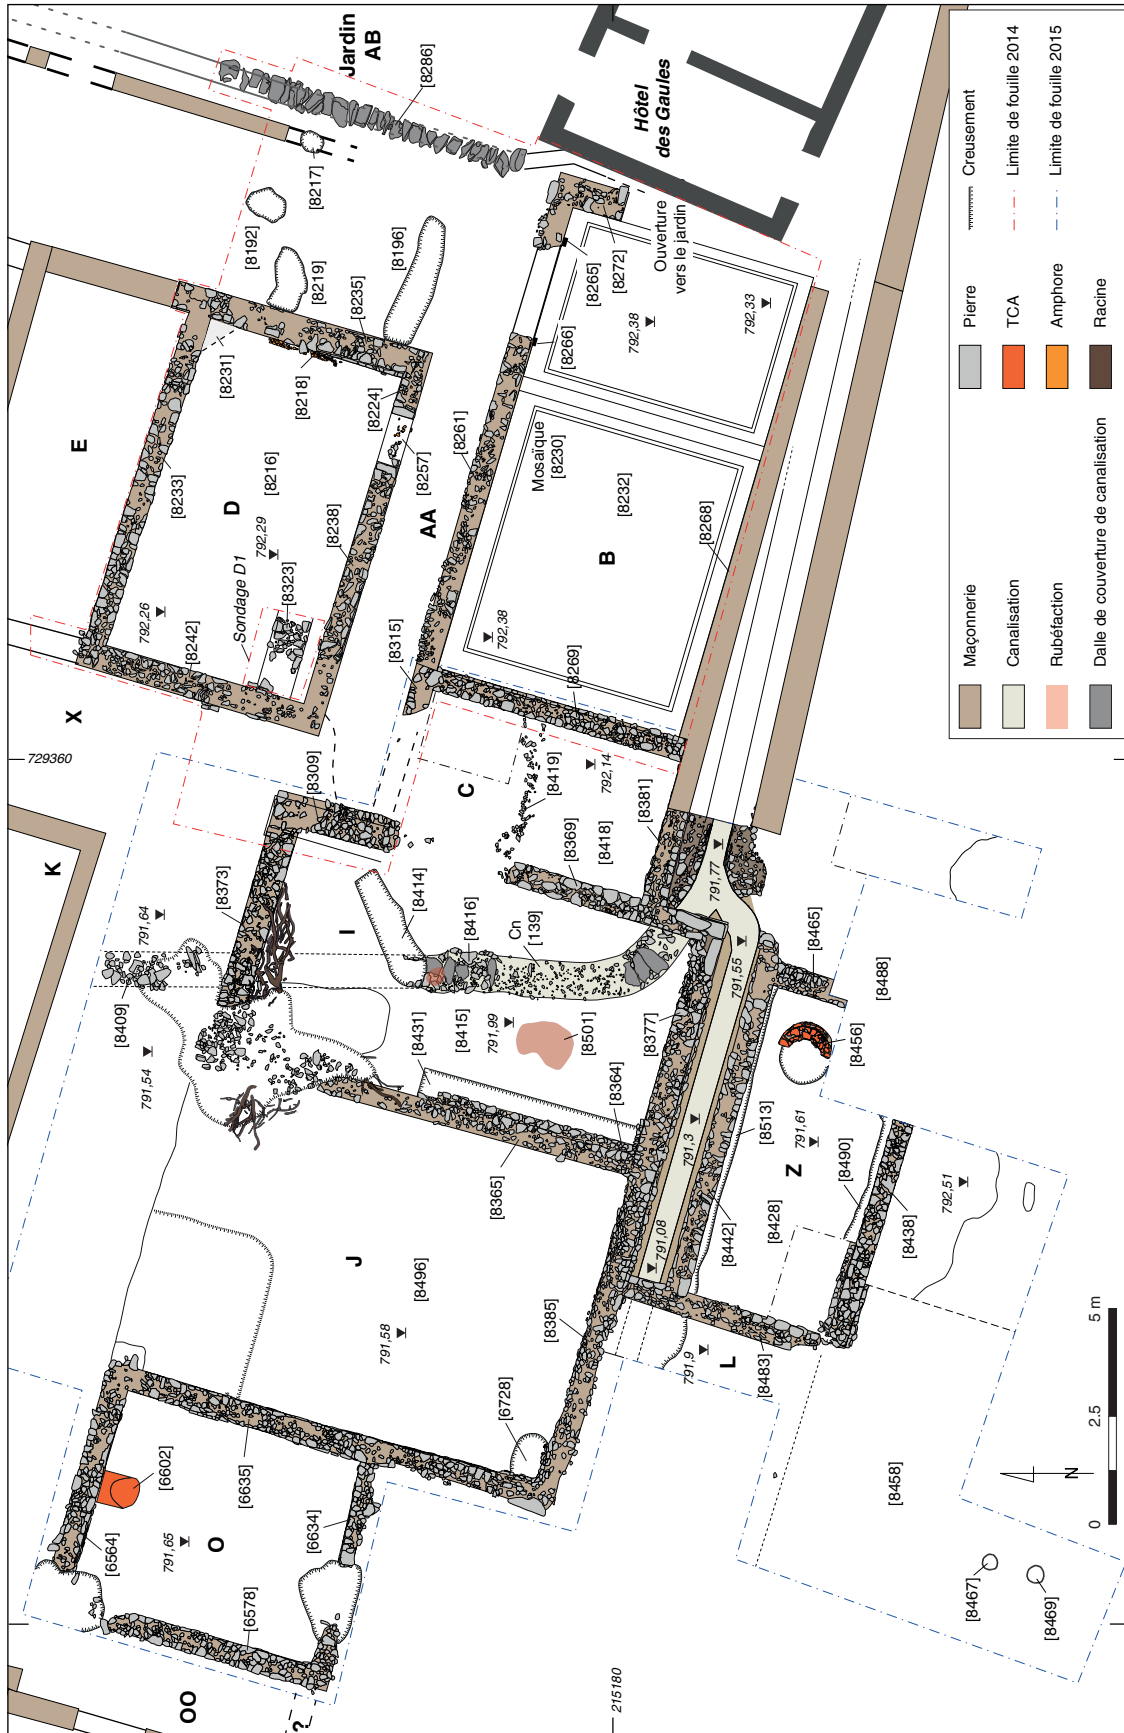 Jardin
AB
[8286]
Hôtel
des Gaules
[8217]
[8192]
[8219]
[8196]
[8235]
[8231]
[8218]
[8224]
[8257]
E
[8233]
D
[8216]
792,29
[8238]
792,26
Sondage D1
[8323]
[8242]
X
AA
[8261]
[8315]
[8265]
[8272]
Ouverture
vers le jardin
[8266]
792,38
792,33
Mosaïque
[8230]
[8232]
B
[8268]
792,38
[8269]
729360
[8309]
C
[8419]
792,14
[8369]
[8418]
[8381]
K
[8373]
791,64
[8409]
791,54
I
[8414]
[8416]
Cn
[139]
[8431]
[8415]
791,99
[8501]
[8377]
[8364]
[8365]
791,77
791,55
[8465]
[8488]
[8456]
791,3
[8513]
791,61
Z
[8490]
[8442]
[8428]
[8438]
792,51
791,08
J
[8496]
791,58
[8385]
[6728]
791,9
L
[8483]
[6602]
[6635]
[6564]
791,65
O
[6634]
[6578]
OO
?
215180
[8458]
[8467]
[8469]
N
0
2.5
5 m
Maçonnerie
Canalisation
Rubéfaction
Dalle de couverture de canalisation
Pierre
TCA
Amphore
Racine
Creusement
Limite de fouille 2014
Limite de fouille 2015